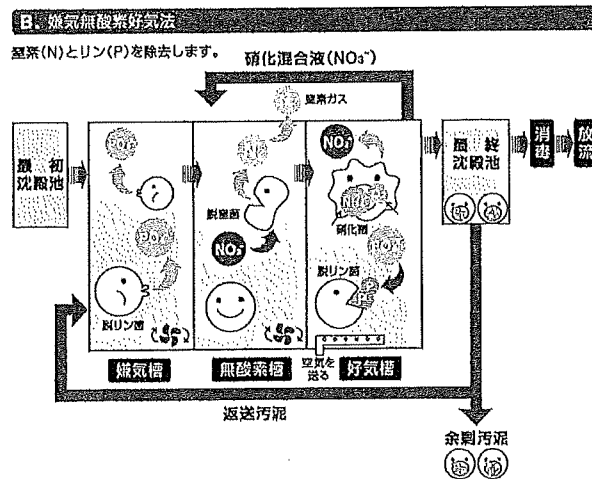 B. 嫌気無酸素好気法
窒素(N)とリン(P)を除去します。
硝化混合液(NO₃⁻)
窒素ガス
最初
沈殿池
最終
沈殿池
消毒
放流
脱窒菌
NO₃
NO₃
硝化菌
脱リン菌
脱リン菌
嫌気槽
無酸素槽
空気を
送る
好気槽
返送汚泥
余剰汚泥